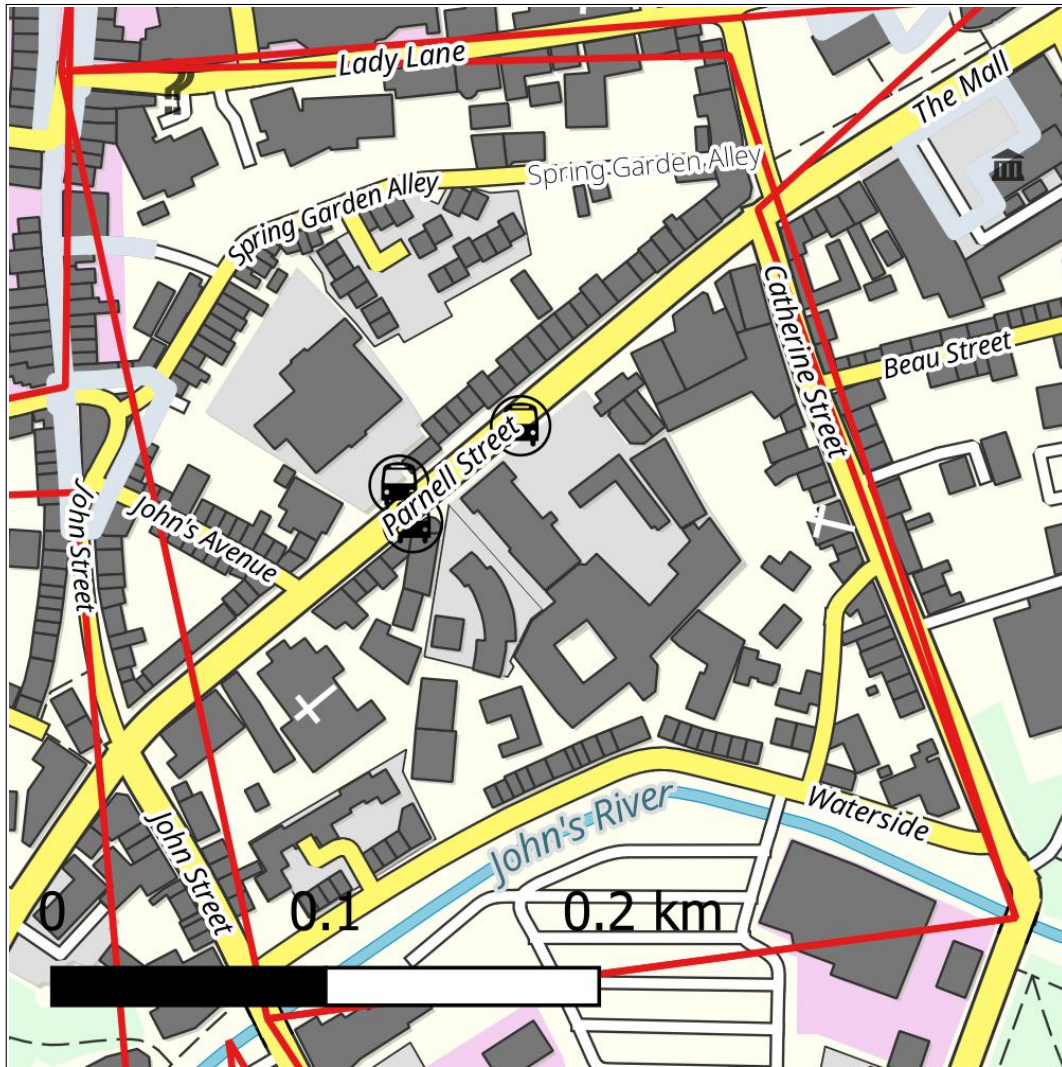 Lady Lane
The Mall
Spring Garden Alley
Spring Garden Alley
Catherine Street
Beau Street
Parnell Street
John Street
John's Avenue
John's River
Waterside
John Street
0 0.1 0.2 km